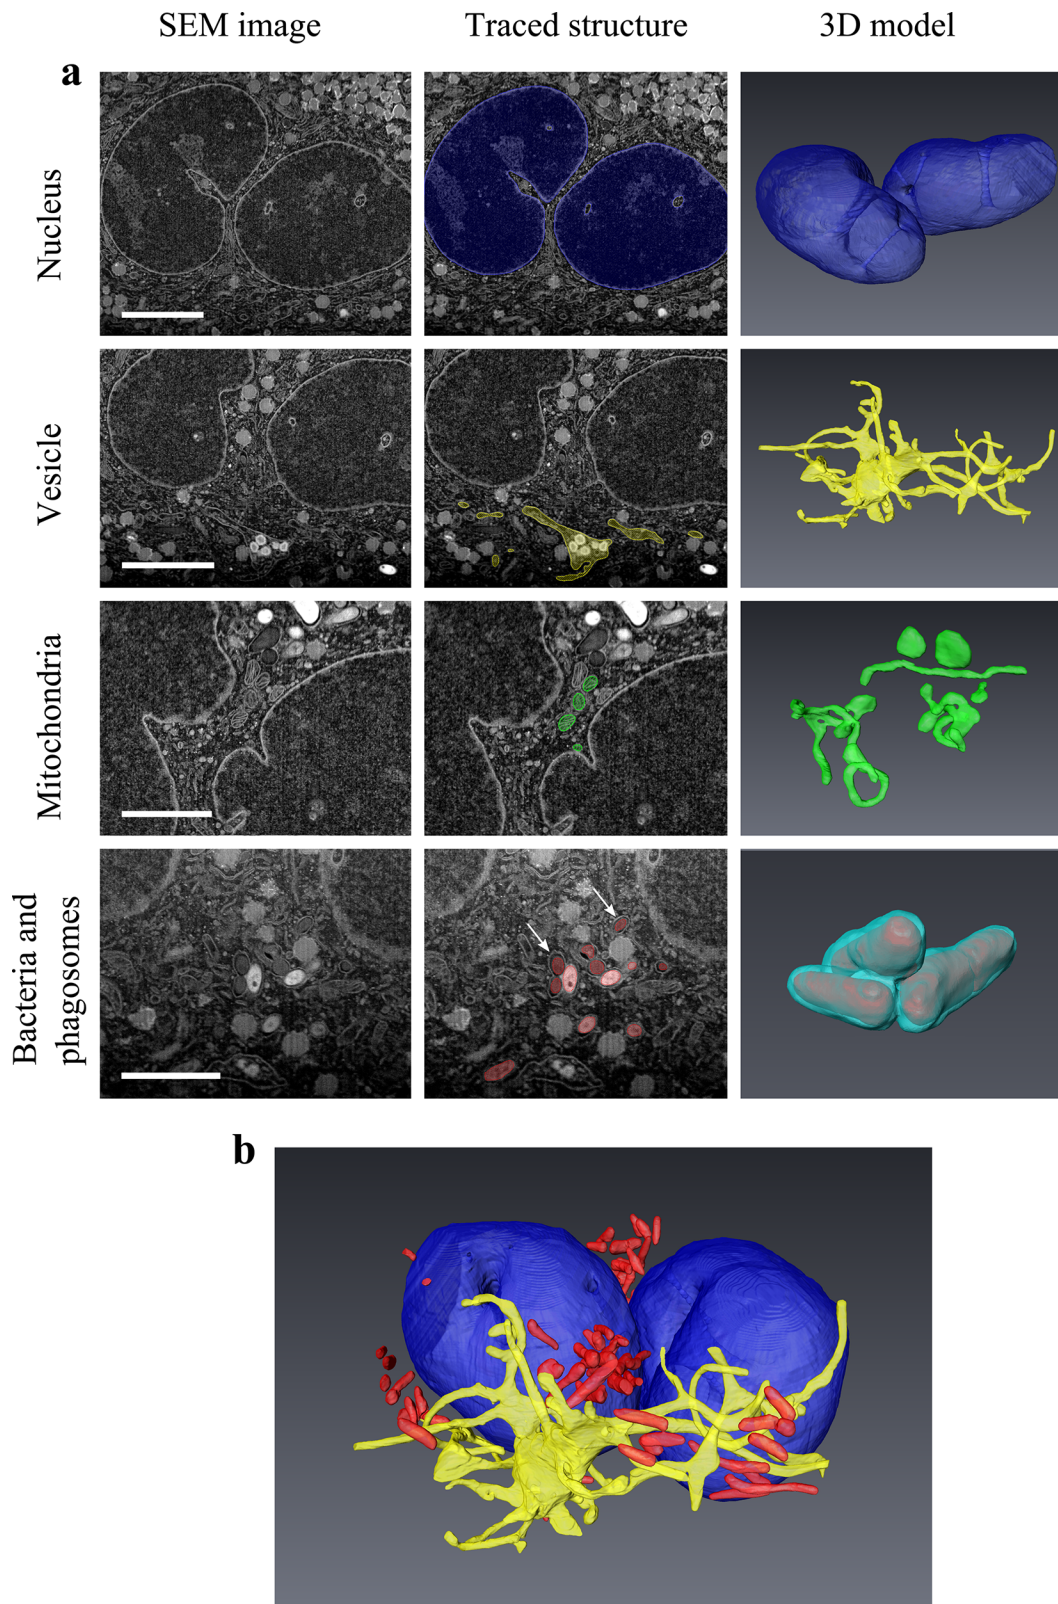 SEM image
Traced structure
3D model
a
Nucleus
Vesicle
Mitochondria
Bacteria and
phagosomes
b